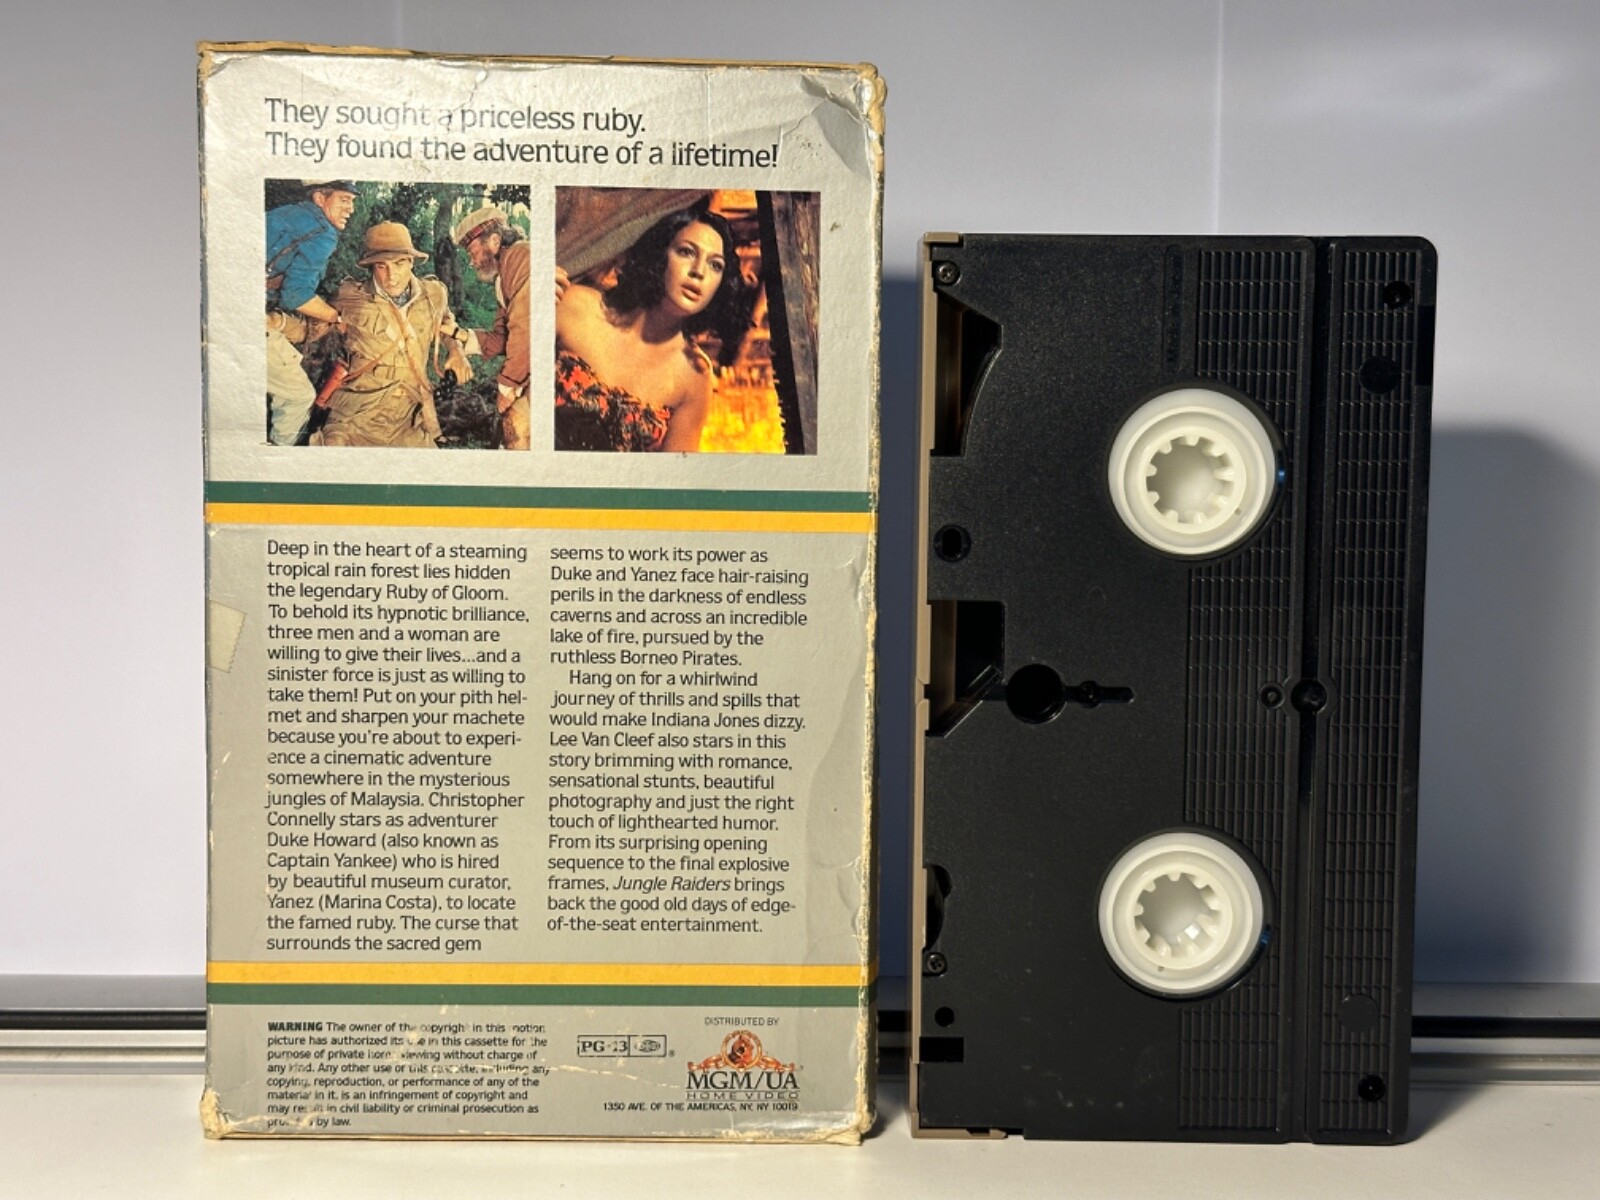 They sought a priceless ruby.
They found the adventure of a lifetime!
Deep in the heart of a steaming
tropical rain forest lies hidden
the legendary Ruby of Gloom.
To behold its hypnotic brilliance,
three men and a woman are
willing to give their lives...and a
sinister force is just as willing to
take them! Put on your pith hel-
met and sharpen your machete
because you're about to experi-
ence a cinematic adventure
somewhere in the mysterious
jungles of Malaysia. Christopher
Connelly stars as adventurer
Duke Howard (also known as
Captain Yankee) who is hired
by beautiful museum curator,
Yanez (Marina Costa), to locate
the famed ruby. The curse that
surrounds the sacred gem
seems to work its power as
Duke and Yanez face hair-raising
perils in the darkness of endless
caverns and across an incredible
lake of fire, pursued by the
ruthless Borneo Pirates.
Hang on for a whirlwind
journey of thrills and spills that
would make Indiana Jones dizzy.
Lee Van Cleef also stars in this
story brimming with romance,
sensational stunts, beautiful
photography and just the right
touch of lighthearted humor.
From its surprising opening
sequence to the final explosive
frames, Jungle Raiders brings
back the good old days of edge-
of-the-seat entertainment.
WARNING The owner of the copyright in this motion
picture has authorized its use in this cassette for the
purpose of private home viewing without charge of
any kind. Any other use of this cassette, including any
copying, reproduction, or performance of any of the
material in it, is an infringement of copyright and
may result in civil liability or criminal prosecution as
by law.
PG-13 ®
DISTRIBUTED BY
MGM/UA
HOME VIDEO
1350 AVE. OF THE AMERICAS, NY, NY 10019